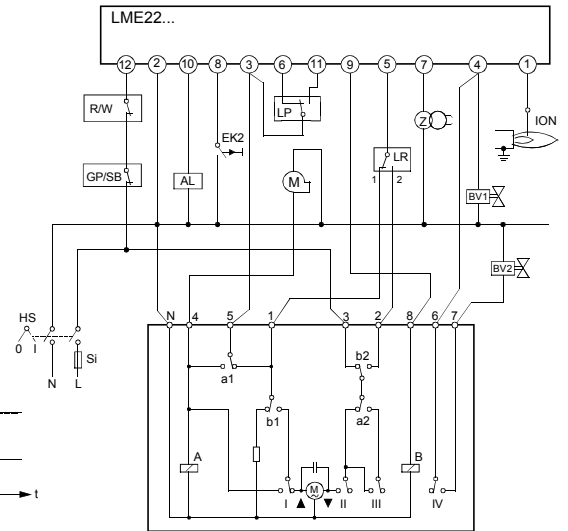 LME22...
12 2 10 8 3 6 11 9 5 7 4 1
R/W
LP
EK2
Z
ION
GP/SB
AL
M
LR
1 2
BV1
BV2
HS
0 I
Si
N L
N 4 5 1 3 2 8 6 7
a1
b2
b1
a2
A
B
M
I II III IV
t